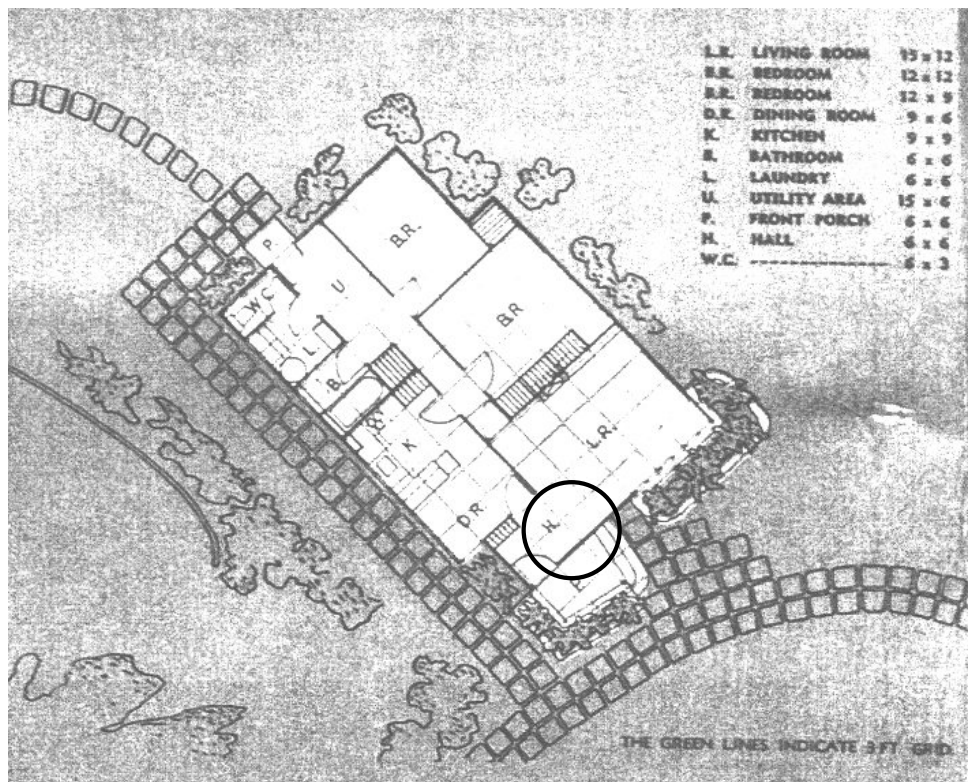 L.R. LIVING ROOM 15 x 12
B.R. BEDROOM 12 x 12
B.R. BEDROOM 12 x 9
D.R. DINING ROOM 9 x 6
K. KITCHEN 9 x 9
B. BATHROOM 6 x 6
L. LAUNDRY 6 x 6
U. UTILITY AREA 15 x 6
P. FRONT PORCH 6 x 6
H. HALL 6 x 6
W.C. 6 x 3
B.R.
P.
U
W C
B.R
L.
B.
L.R.
K
D.R
H.
P.
THE GREEN LINES INDICATE 3 FT. GRID.